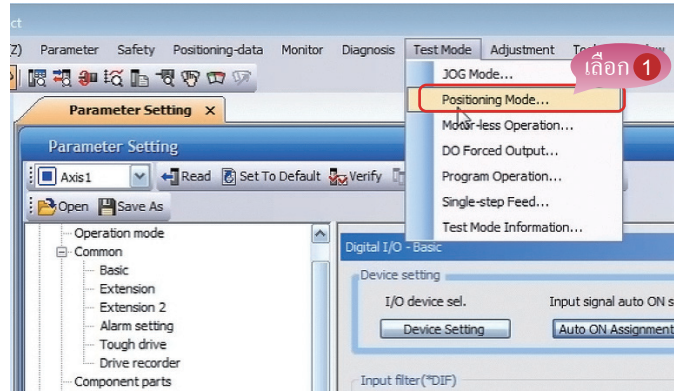 ct
Z) Parameter Safety Positioning-data Monitor Diagnosis Test Mode Adjustment
เลือก 1
JOG Mode...
Positioning Mode...
Motor-less Operation...
DO Forced Output...
Program Operation...
Single-step Feed...
Test Mode Information...
Parameter Setting X
Parameter Setting
Axis1 Read Set To Default Verify
Open Save As
Operation mode
Common
Basic
Extension
Extension 2
Alarm setting
Tough drive
Drive recorder
Component parts
Digital I/O - Basic
Device setting
I/O device sel. Input signal auto ON s
Device Setting Auto ON Assignment
Input filter(*DIF)